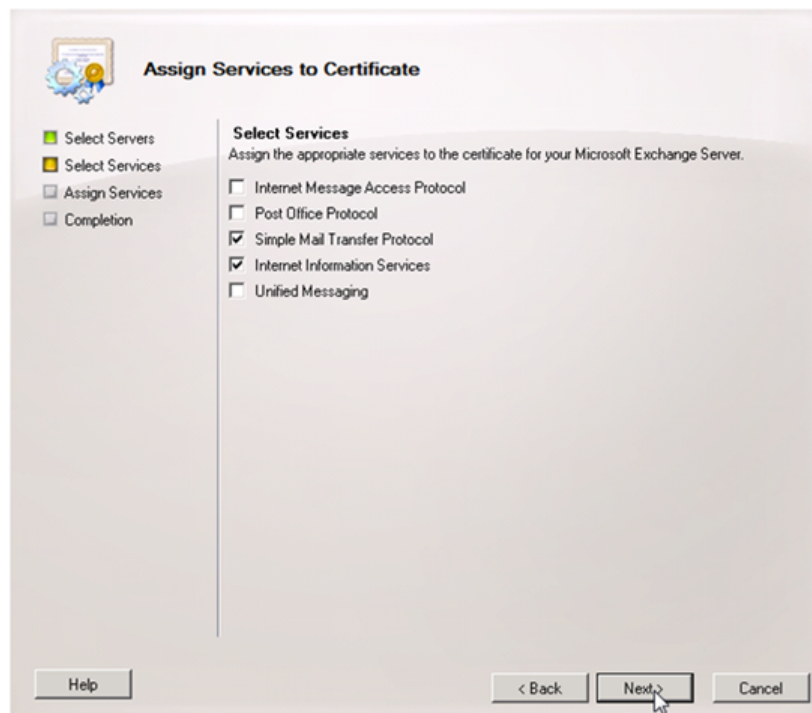 Assign Services to Certificate
Select Servers
Select Services
Assign Services
Completion
Select Services
Assign the appropriate services to the certificate for your Microsoft Exchange Server.
Internet Message Access Protocol
Post Office Protocol
Simple Mail Transfer Protocol
Internet Information Services
Unified Messaging
Help
< Back
Next >
Cancel